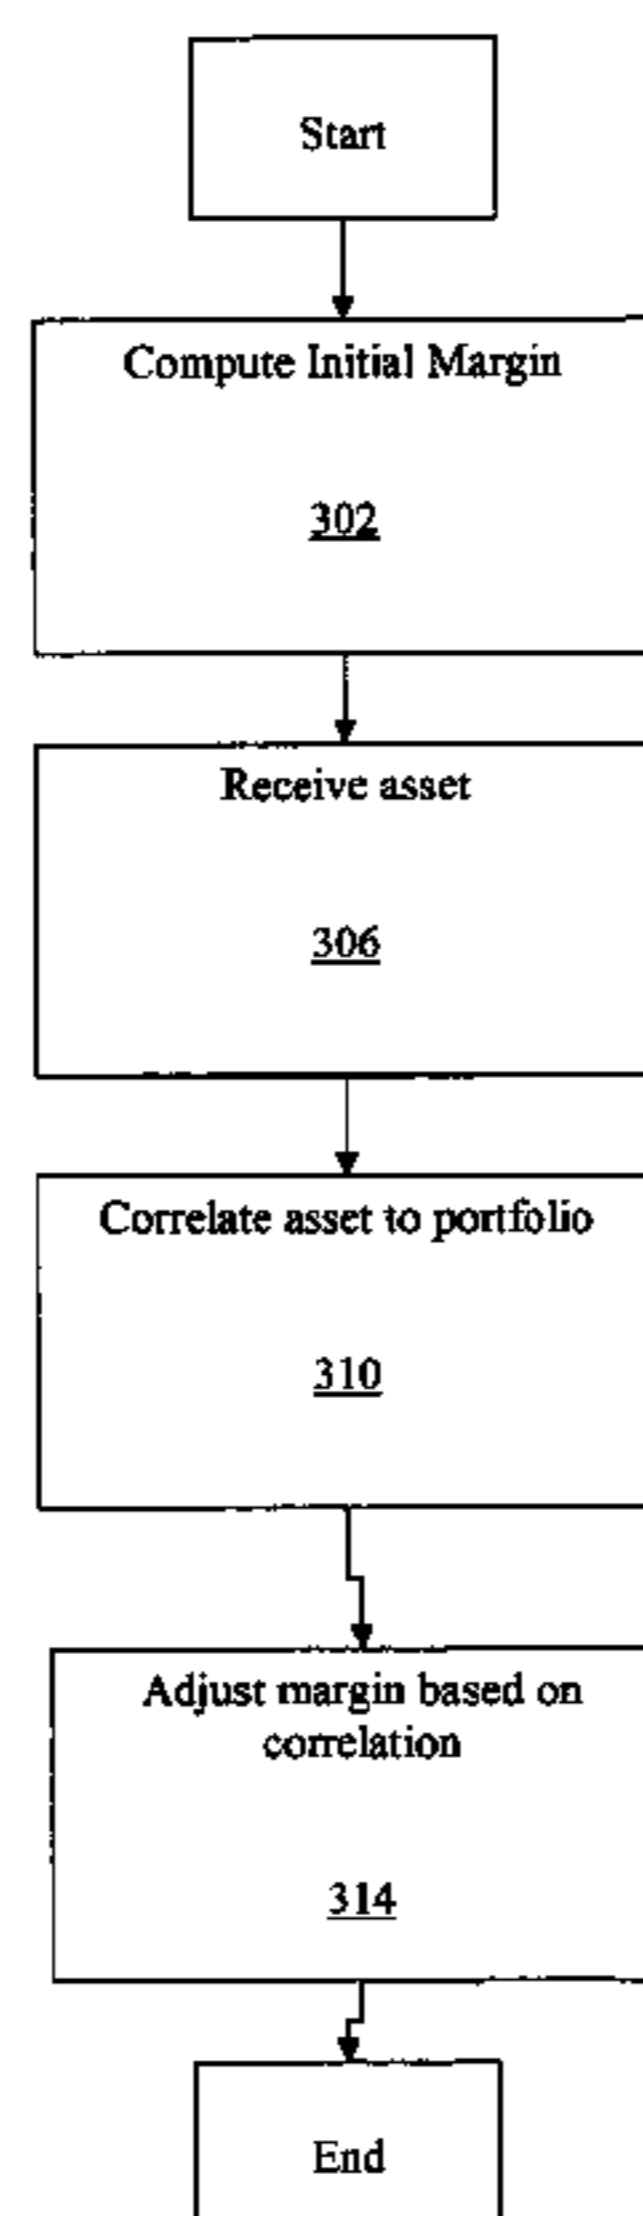 Start
Compute Initial Margin
302
Receive asset
306
Correlate asset to portfolio
310
Adjust margin based on
correlation
314
End